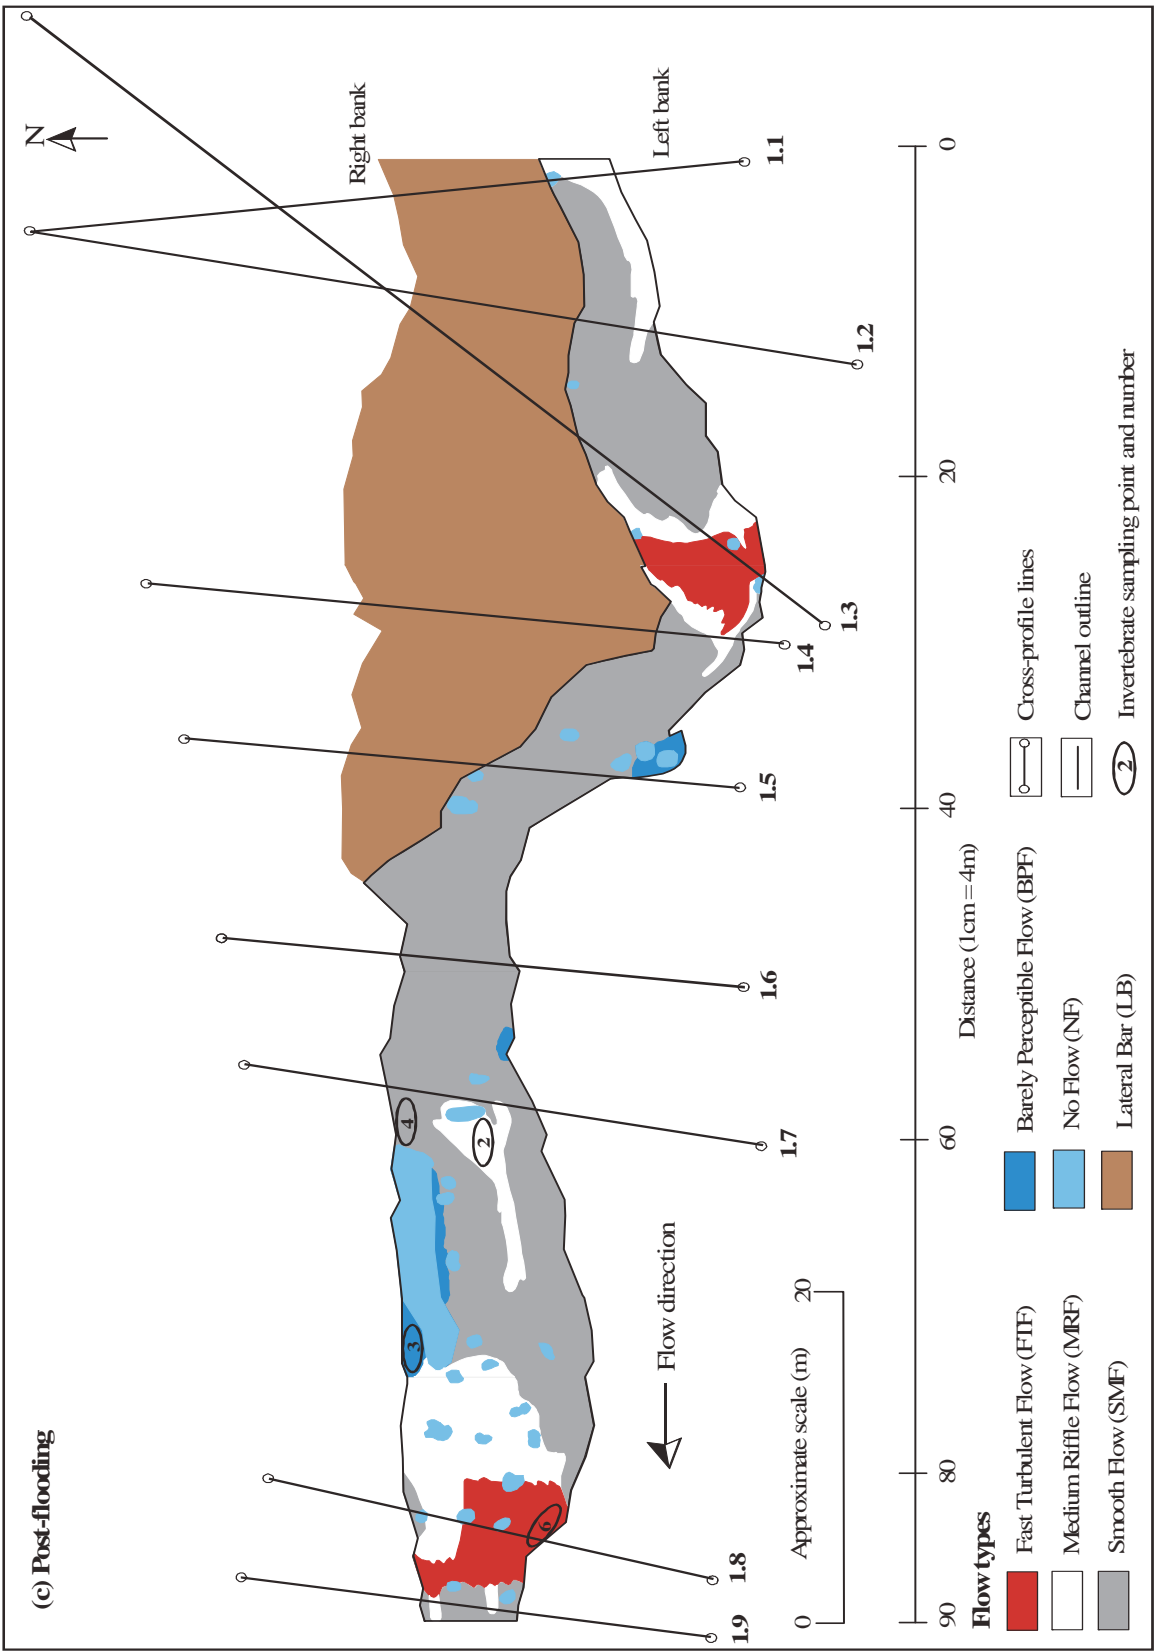 (c) Post-flooding
N
Right bank
Left bank
1.9
1.8
1.7
1.6
1.5
1.4
1.3
1.2
1.1
3
4
2
6
Flow direction
Approximate scale (m)
0
20
90
80
60
40
20
0
Distance (1cm = 4m)
Flow types
Fast Turbulent Flow (FTF)
Medium Riffle Flow (MRF)
Smooth Flow (SMF)
Barely Perceptible Flow (BPF)
No Flow (NF)
Lateral Bar (LB)
Cross-profile lines
Channel outline
2
Invertebrate sampling point and number